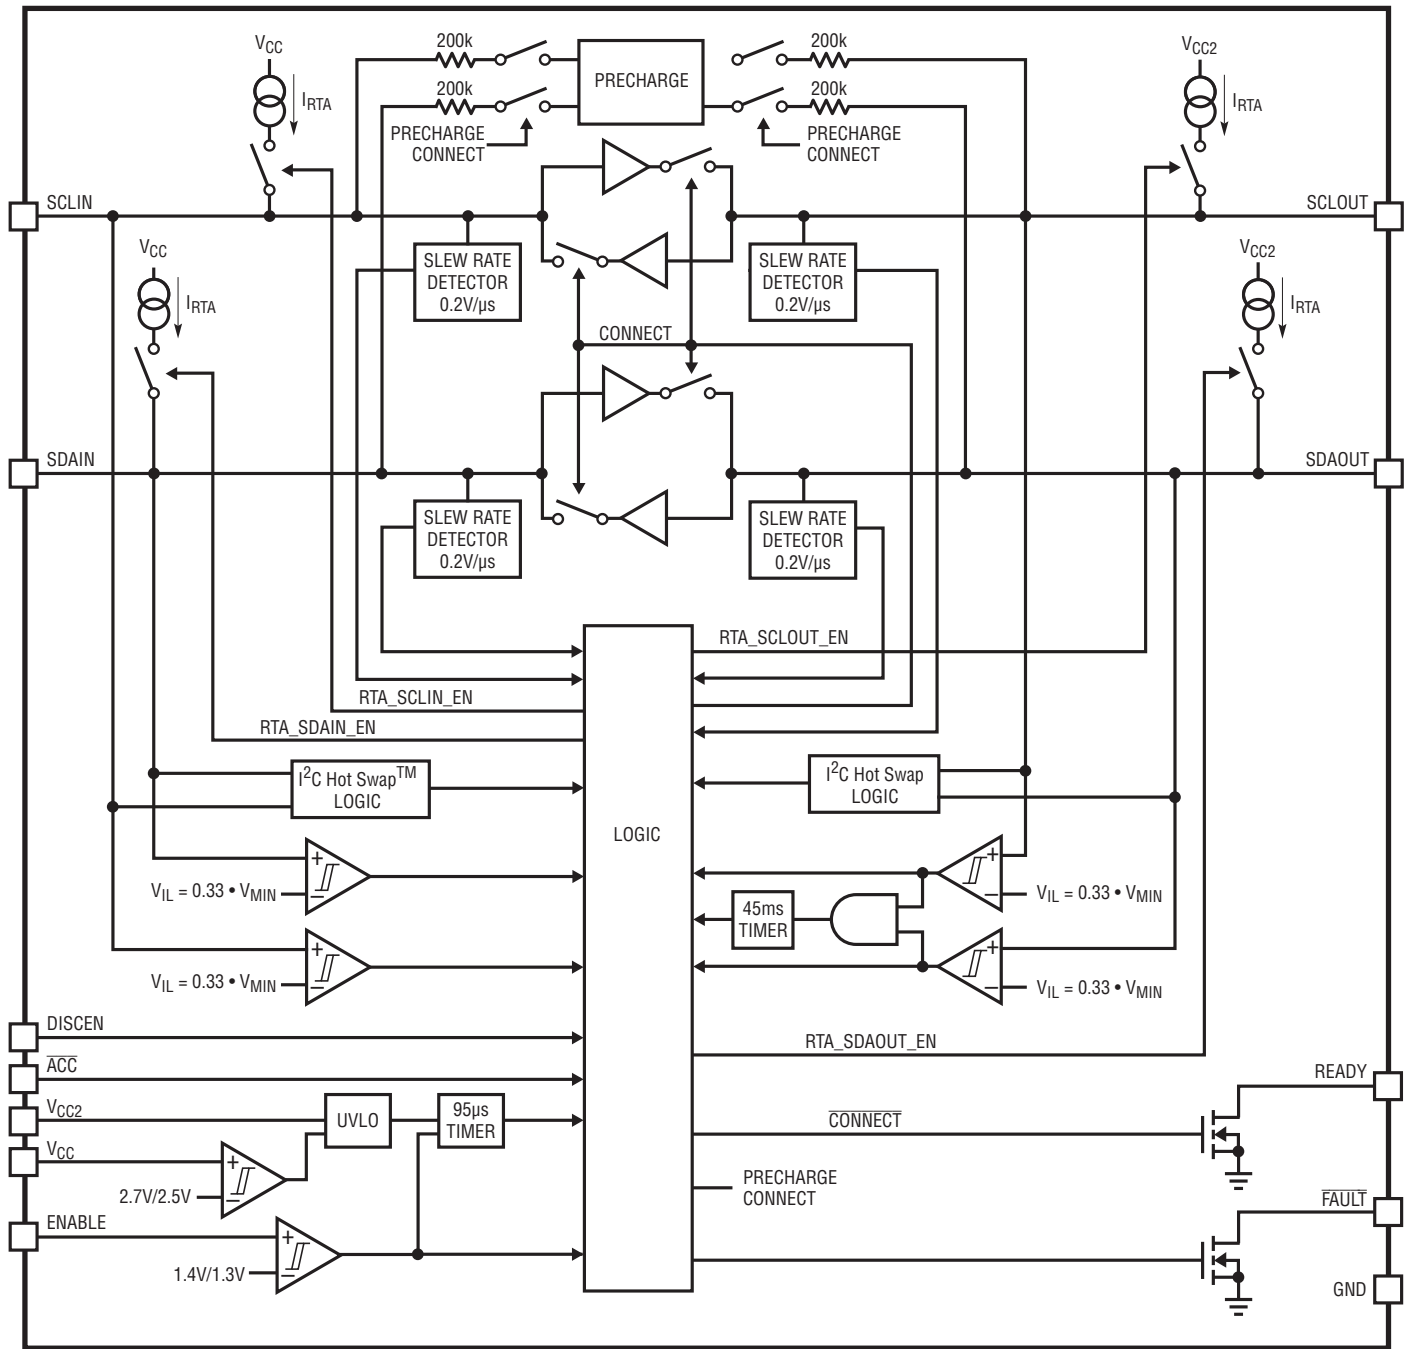 200k
200k
V_CC
I_RTA
PRECHARGE
V_CC2
I_RTA
200k
200k
PRECHARGE
CONNECT
PRECHARGE
CONNECT
SCLIN
SCLOUT
V_CC
I_RTA
SLEW RATE
DETECTOR
0.2V/µs
SLEW RATE
DETECTOR
0.2V/µs
V_CC2
I_RTA
CONNECT
SDAIN
SDAOUT
SLEW RATE
DETECTOR
0.2V/µs
SLEW RATE
DETECTOR
0.2V/µs
RTA_SCLOUT_EN
RTA_SCLIN_EN
RTA_SDAIN_EN
I²C Hot Swap™
LOGIC
I²C Hot Swap
LOGIC
LOGIC
+
–
V_IL = 0.33 • V_MIN
+
–
V_IL = 0.33 • V_MIN
45ms
TIMER
+
–
V_IL = 0.33 • V_MIN
+
–
V_IL = 0.33 • V_MIN
DISCEN
A̅C̅C̅
RTA_SDAOUT_EN
READY
V_CC2
UVLO
95µs
TIMER
C̅O̅N̅N̅E̅C̅T̅
V_CC
+
–
2.7V/2.5V
PRECHARGE
CONNECT
F̅A̅U̅L̅T̅
ENABLE
+
–
1.4V/1.3V
GND